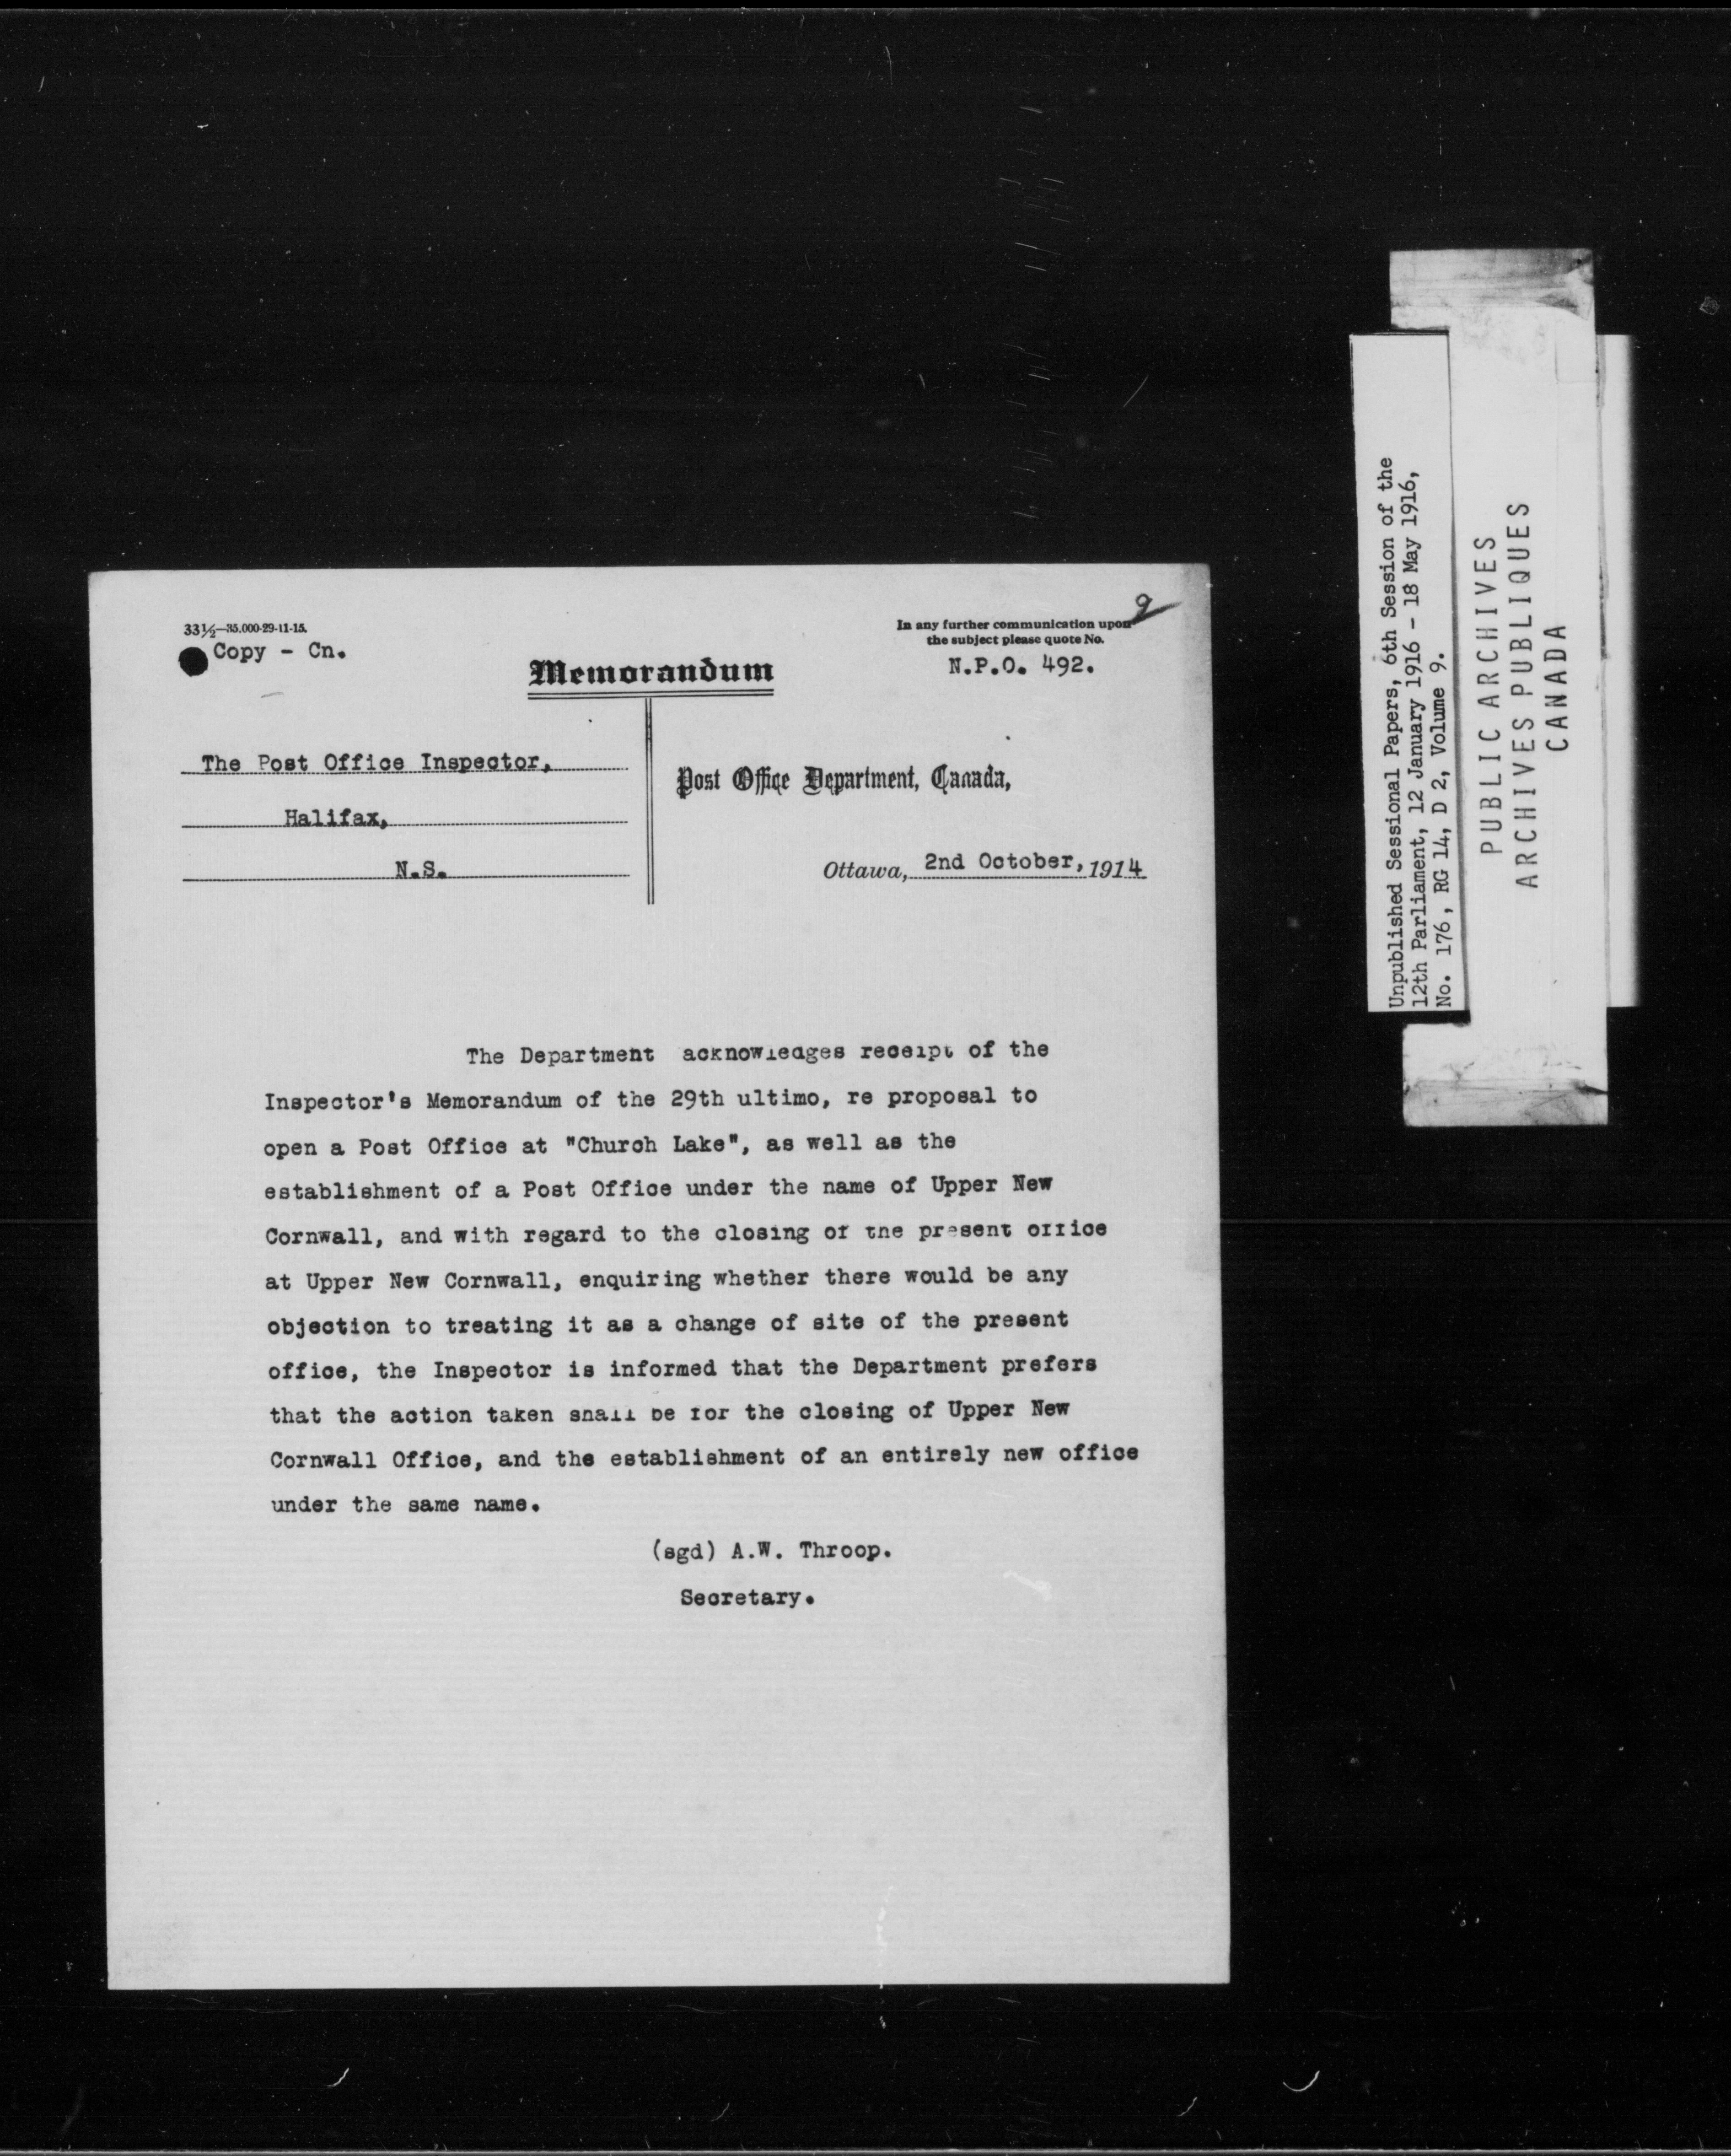 33½—35.000-29-11-15.
Copy - Cn.
In any further communication upon
the subject please quote No.
N.P.O. 492.
9
Memorandum
The Post Office Inspector,
Halifax,
N.S.
Post Office Department, Canada,
Ottawa, 2nd October, 1914
The Department acknowledges receipt of the
Inspector's Memorandum of the 29th ultimo, re proposal to
open a Post Office at "Church Lake", as well as the
establishment of a Post Office under the name of Upper New
Cornwall, and with regard to the closing of the present office
at Upper New Cornwall, enquiring whether there would be any
objection to treating it as a change of site of the present
office, the Inspector is informed that the Department prefers
that the action taken shall be for the closing of Upper New
Cornwall Office, and the establishment of an entirely new office
under the same name.
(sgd) A.W. Throop.
Secretary.
Unpublished Sessional Papers, 6th Session of the
12th Parliament, 12 January 1916 - 18 May 1916,
No. 176, RG 14, D 2, Volume 9.
PUBLIC ARCHIVES
ARCHIVES PUBLIQUES
CANADA